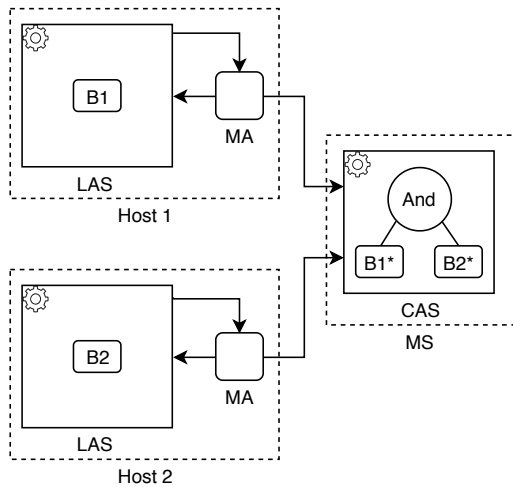 B1
MA
LAS
Host 1
And
B1*
B2*
CAS
MS
B2
MA
LAS
Host 2